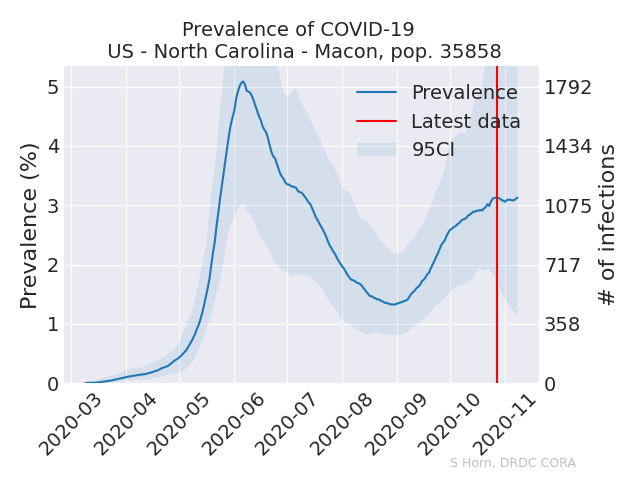 Prevalence of COVID-19
US - North Carolina - Macon, pop. 35858
Prevalence
Latest data
95CI
Prevalence (%)
5
4
3
2
1
0
1792
1434
1075
717
358
0
# of infections
2020-03
2020-04
2020-05
2020-06
2020-07
2020-08
2020-09
2020-10
2020-11
S Horn, DRDC CORA